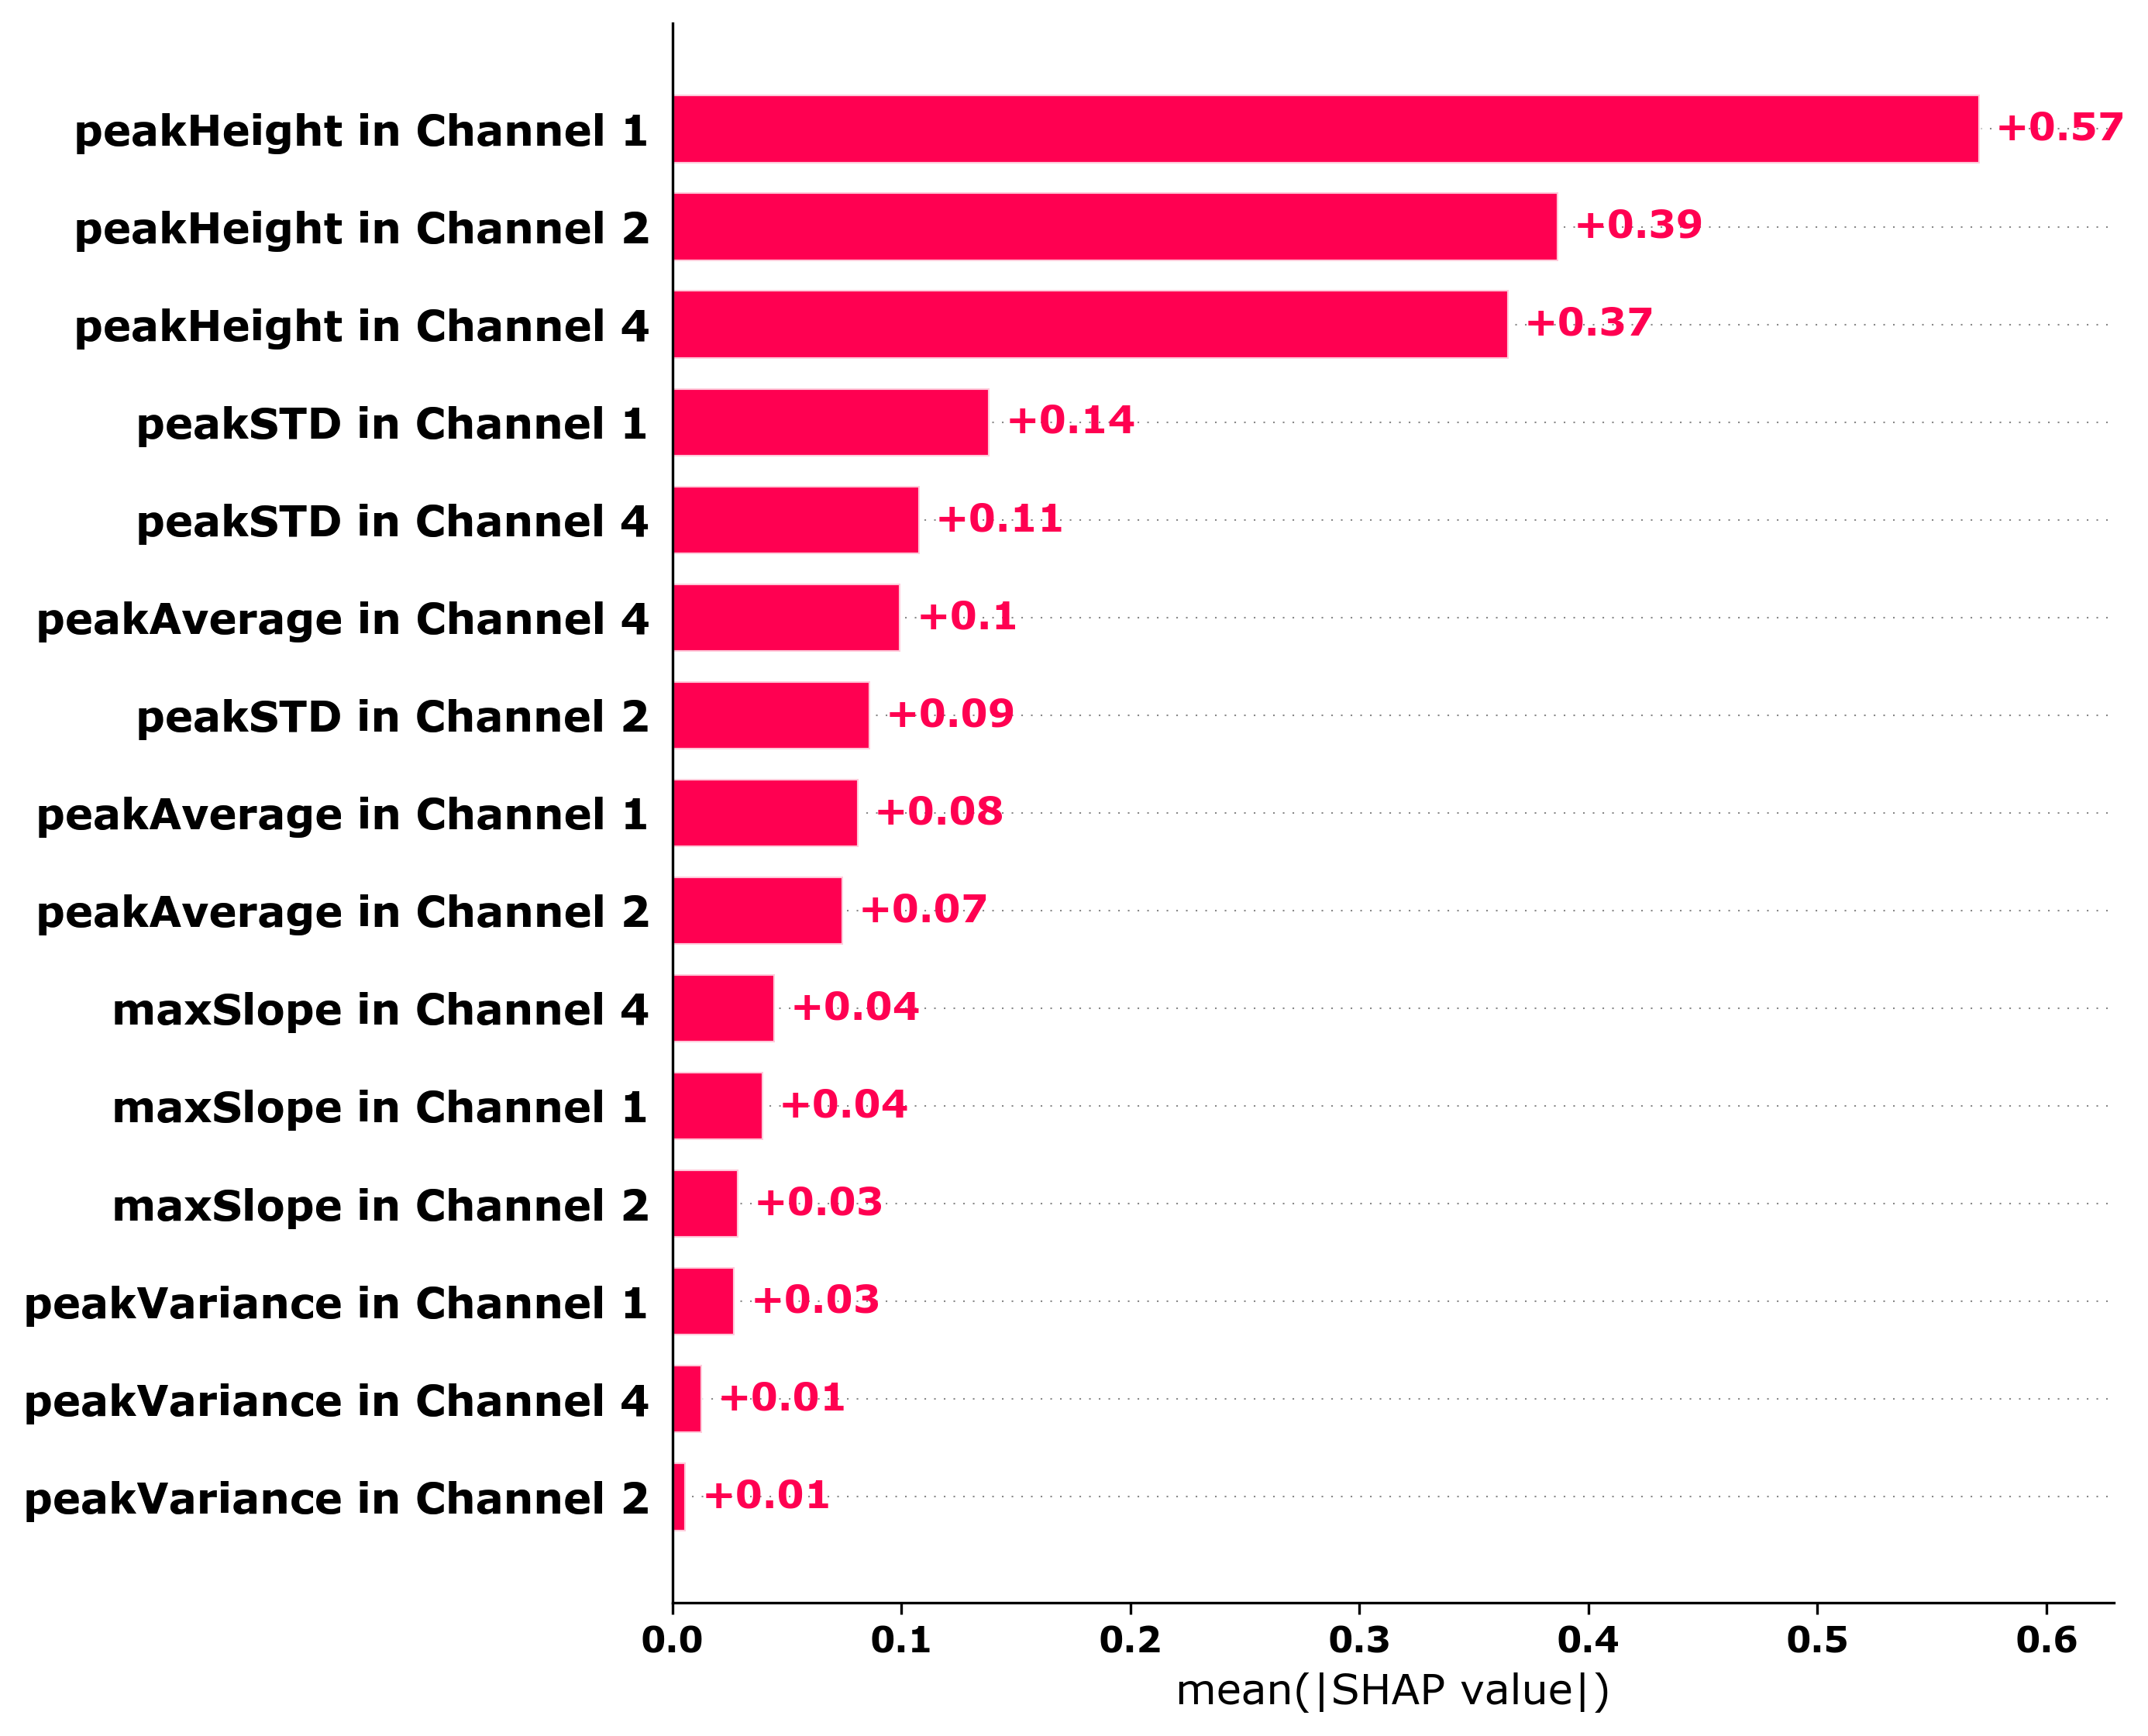 peakHeight in Channel 1 +0.57
peakHeight in Channel 2 +0.39
peakHeight in Channel 4 +0.37
peakSTD in Channel 1 +0.14
peakSTD in Channel 4 +0.11
peakAverage in Channel 4 +0.1
peakSTD in Channel 2 +0.09
peakAverage in Channel 1 +0.08
peakAverage in Channel 2 +0.07
maxSlope in Channel 4 +0.04
maxSlope in Channel 1 +0.04
maxSlope in Channel 2 +0.03
peakVariance in Channel 1 +0.03
peakVariance in Channel 4 +0.01
peakVariance in Channel 2 +0.01
0.0 0.1 0.2 0.3 0.4 0.5 0.6
mean(|SHAP value|)